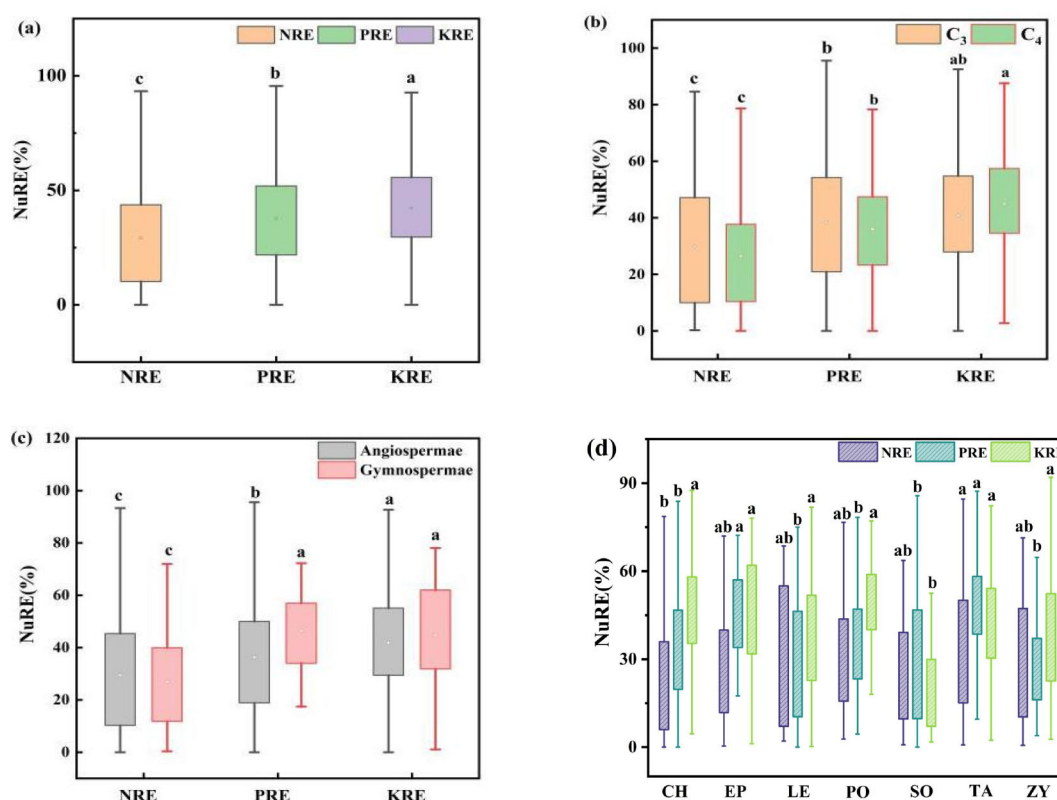 (a)
NRE PRE KRE
c b a
100
50
0
NuRE(%)
NRE PRE KRE
(b)
C₃ C₄
c c b b ab a
100
80
60
40
20
0
NuRE(%)
NRE PRE KRE
(c)
Angiospermae
Gymnospermae
c c b a a a
120
100
80
60
40
20
0
NuRE(%)
NRE PRE KRE
(d)
NRE PRE KRE
b b a ab a a ab b a ab b a ab b b a a a ab b a
90
60
30
0
NuRE(%)
CH EP LE PO SO TA ZY